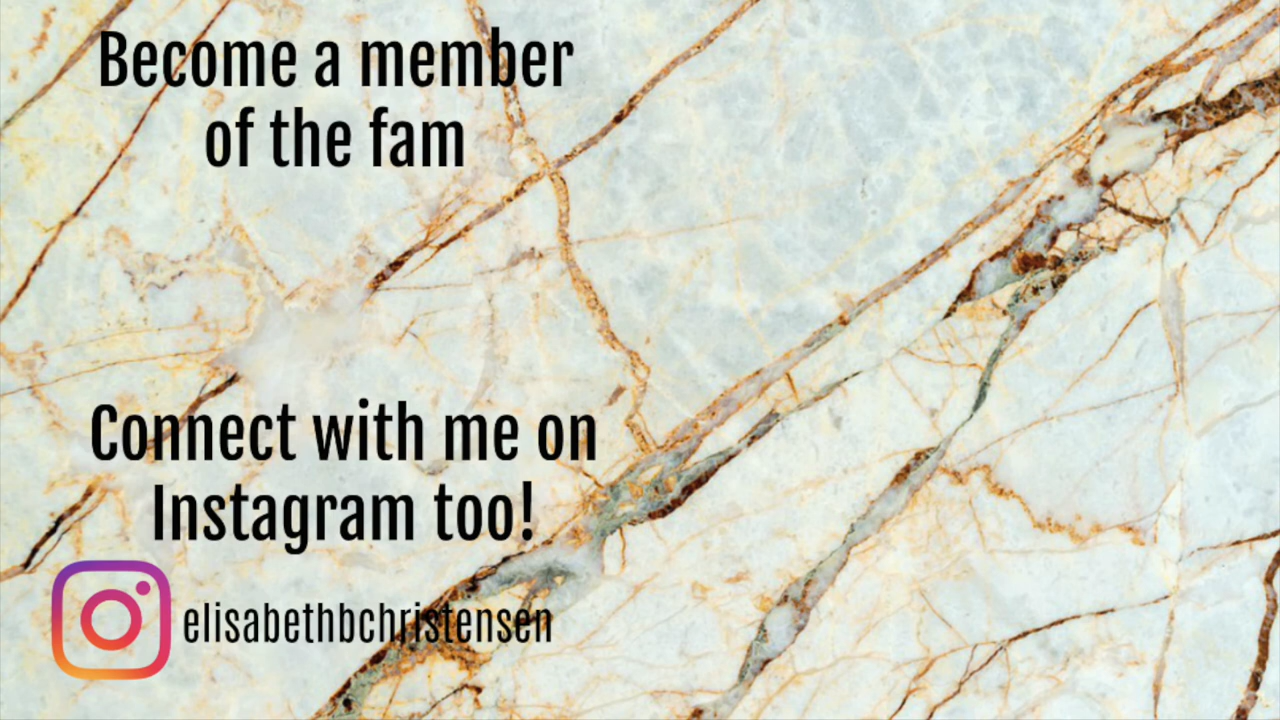 Become a member
of the fam
Connect with me on
Instagram too!
elisabethbchristensen